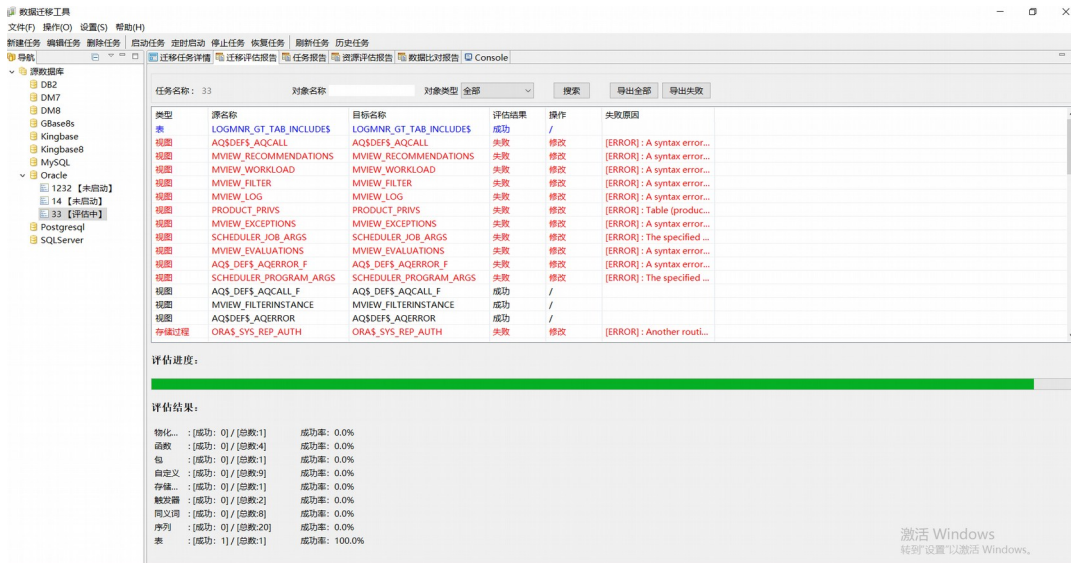 数据迁移工具
文件(F) 操作(O) 设置(S) 帮助(H)
新建任务 编辑任务 删除任务 启动任务 定时启动 停止任务 恢复任务 刷新任务 历史任务
导航
源数据库
DB2
DM7
DM8
GBase8s
Kingbase
Kingbase8
MySQL
Oracle
1232 【未启动】
14 【未启动】
33 【评估中】
Postgresql
SQLServer
迁移任务详情 迁移评估报告 任务报告 资源评估报告 数据比对报告 Console
任务名称: 33 对象名称 对象类型 全部 搜索 导出全部 导出失败
类型 源名称 目标名称 评估结果 操作 失败原因
表 LOGMNR_GT_TAB_INCLUDE$ LOGMNR_GT_TAB_INCLUDE$ 成功 /
视图 AQ$DEF$_AQCALL AQ$DEF$_AQCALL 失败 修改 [ERROR] : A syntax error...
视图 MVIEW_RECOMMENDATIONS MVIEW_RECOMMENDATIONS 失败 修改 [ERROR] : A syntax error...
视图 MVIEW_WORKLOAD MVIEW_WORKLOAD 失败 修改 [ERROR] : A syntax error...
视图 MVIEW_FILTER MVIEW_FILTER 失败 修改 [ERROR] : A syntax error...
视图 MVIEW_LOG MVIEW_LOG 失败 修改 [ERROR] : A syntax error...
视图 PRODUCT_PRIVS PRODUCT_PRIVS 失败 修改 [ERROR] : Table (produc...
视图 MVIEW_EXCEPTIONS MVIEW_EXCEPTIONS 失败 修改 [ERROR] : A syntax error...
视图 SCHEDULER_JOB_ARGS SCHEDULER_JOB_ARGS 失败 修改 [ERROR] : The specified ...
视图 MVIEW_EVALUATIONS MVIEW_EVALUATIONS 失败 修改 [ERROR] : A syntax error...
视图 AQ$_DEF$_AQERROR_F AQ$_DEF$_AQERROR_F 失败 修改 [ERROR] : A syntax error...
视图 SCHEDULER_PROGRAM_ARGS SCHEDULER_PROGRAM_ARGS 失败 修改 [ERROR] : The specified ...
视图 AQ$_DEF$_AQCALL_F AQ$_DEF$_AQCALL_F 成功 /
视图 MVIEW_FILTERINSTANCE MVIEW_FILTERINSTANCE 成功 /
视图 AQ$DEF$_AQERROR AQ$DEF$_AQERROR 成功 /
存储过程 ORA$_SYS_REP_AUTH ORA$_SYS_REP_AUTH 失败 修改 [ERROR] : Another routi...
评估进度:
评估结果:
物化... :[成功: 0] / [总数:1] 成功率: 0.0%
函数 :[成功: 0] / [总数:4] 成功率: 0.0%
包 :[成功: 0] / [总数:1] 成功率: 0.0%
自定义 :[成功: 0] / [总数:9] 成功率: 0.0%
存储... :[成功: 0] / [总数:1] 成功率: 0.0%
触发器 :[成功: 0] / [总数:2] 成功率: 0.0%
同义词 :[成功: 0] / [总数:8] 成功率: 0.0%
序列 :[成功: 0] / [总数:20] 成功率: 0.0%
表 :[成功: 1] / [总数:1] 成功率: 100.0%
激活 Windows
转到"设置"以激活 Windows。